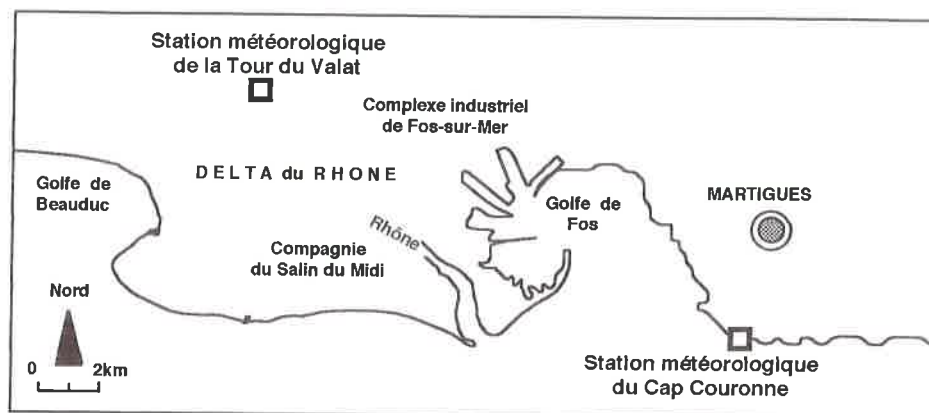 Station météorologique
de la Tour du Valat
Complexe industriel
de Fos-sur-Mer
DELTA du RHONE
Golfe de
Beauduc
Golfe de
Fos
MARTIGUES
Rhône
Compagnie
du Salin du Midi
Nord
0 2km
Station météorologique
du Cap Couronne